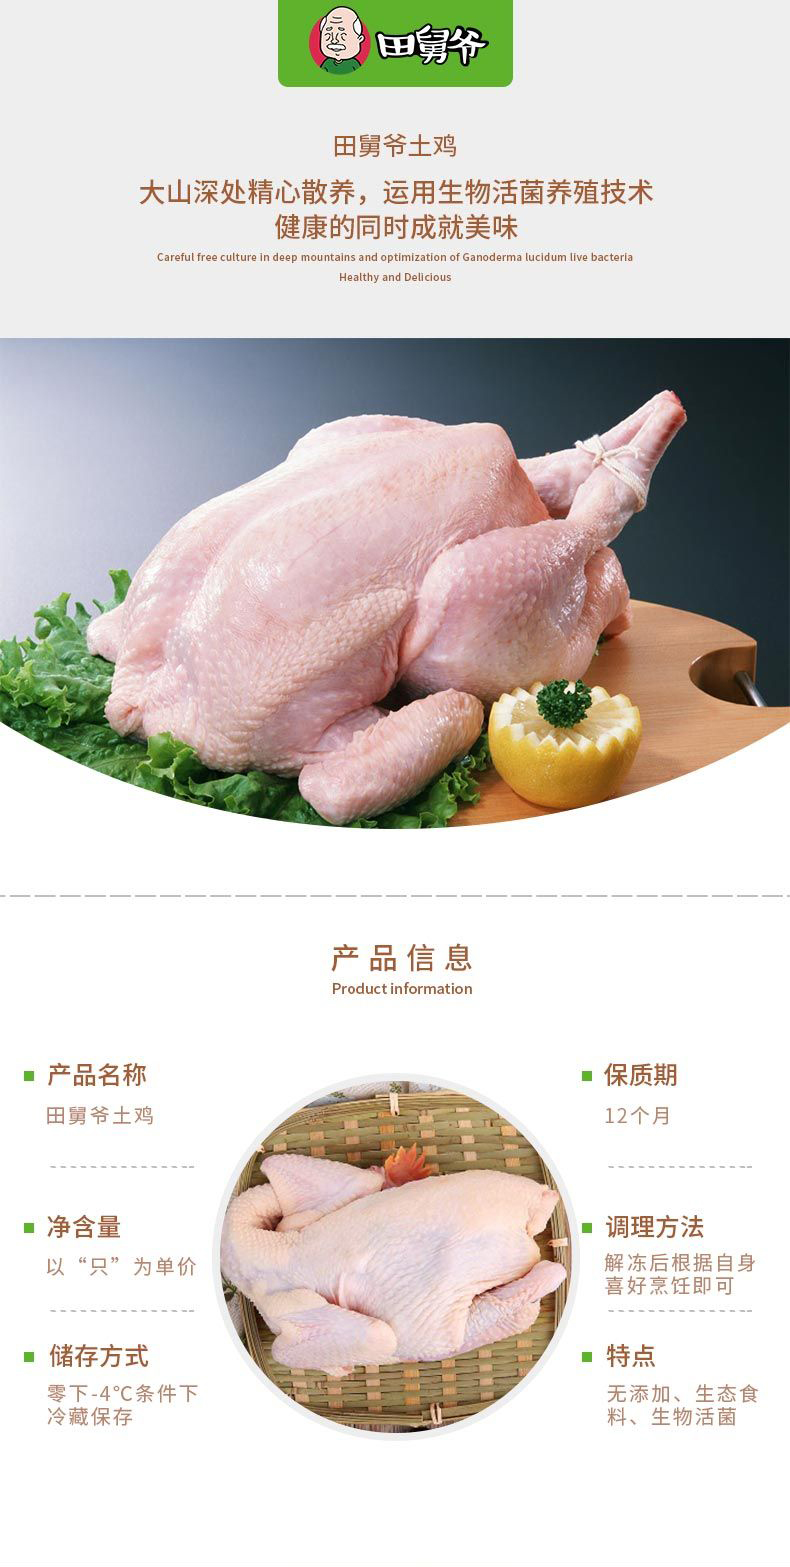 田舅爷
田舅爷土鸡
大山深处精心散养，运用生物活菌养殖技术
健康的同时成就美味
Careful free culture in deep mountains and optimization of Ganoderma lucidum live bacteria
Healthy and Delicious
产品信息
Product information
产品名称
田舅爷土鸡
净含量
以“只”为单价
储存方式
零下-4℃条件下
冷藏保存
保质期
12个月
调理方法
解冻后根据自身
喜好烹饪即可
特点
无添加、生态食
料、生物活菌